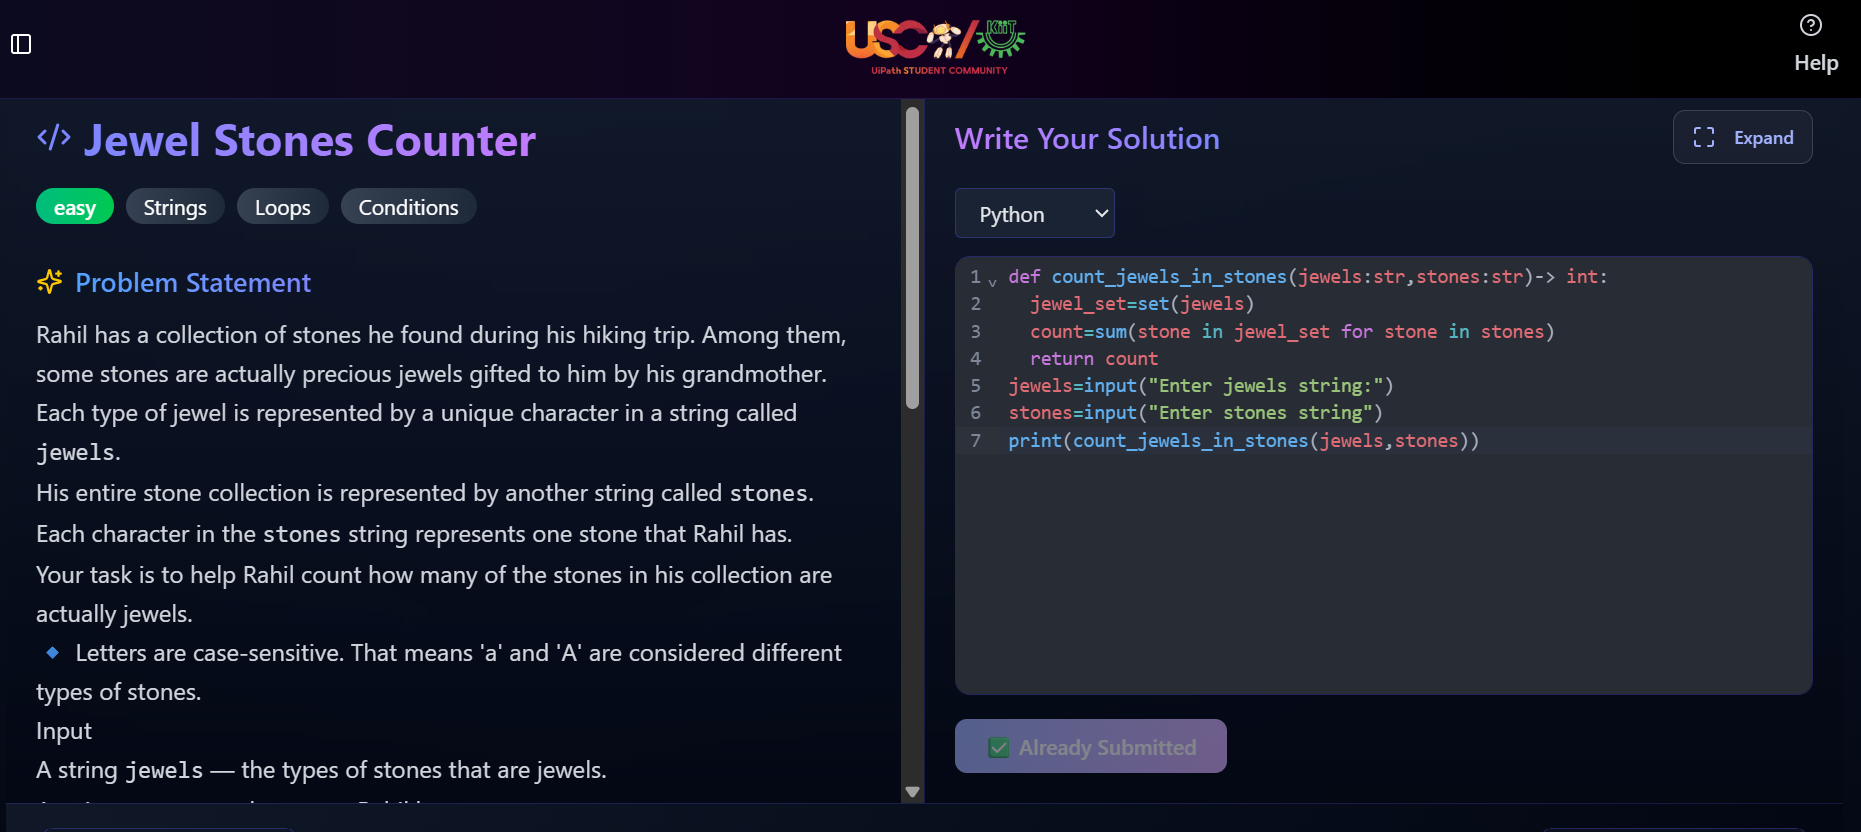 USC/KiiT
UiPath STUDENT COMMUNITY
Help
</> Jewel Stones Counter
easy Strings Loops Conditions
Problem Statement
Rahil has a collection of stones he found during his hiking trip. Among them,
some stones are actually precious jewels gifted to him by his grandmother.
Each type of jewel is represented by a unique character in a string called
jewels.
His entire stone collection is represented by another string called stones.
Each character in the stones string represents one stone that Rahil has.
Your task is to help Rahil count how many of the stones in his collection are
actually jewels.
🔹 Letters are case-sensitive. That means 'a' and 'A' are considered different
types of stones.
Input
A string jewels — the types of stones that are jewels.
Write Your Solution
Expand
Python
1 def count_jewels_in_stones(jewels:str,stones:str)-> int:
2 jewel_set=set(jewels)
3 count=sum(stone in jewel_set for stone in stones)
4 return count
5 jewels=input("Enter jewels string:")
6 stones=input("Enter stones string")
7 print(count_jewels_in_stones(jewels,stones))
✅ Already Submitted